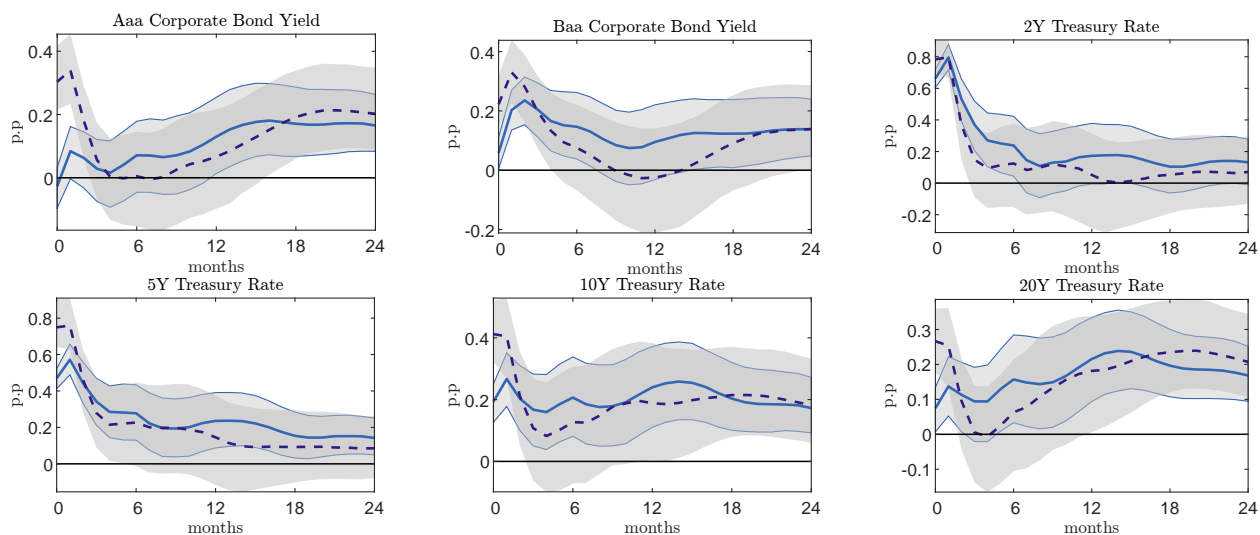 Aaa Corporate Bond Yield
p.p
0.4
0.2
0
0 6 12 18 24
months
Baa Corporate Bond Yield
p.p
0.4
0.2
0
-0.2
0 6 12 18 24
2Y Treasury Rate
p.p
0.8
0.6
0.4
0.2
0
-0.2
0 6 12 18 24
5Y Treasury Rate
0.8
0.6
0.4
0.2
0
0 6 12 18 24
months
10Y Treasury Rate
0.4
0.2
0
0 6 12 18 24
months
20Y Treasury Rate
p.p
0.3
0.2
0.1
0
-0.1
0 6 12 18 24
months